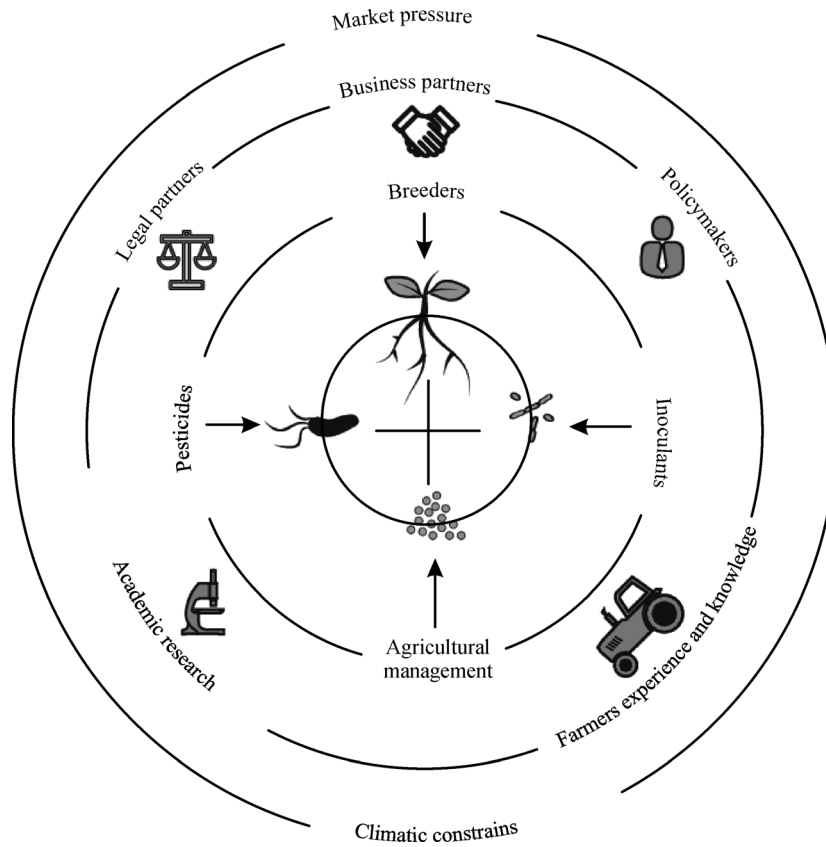 Market pressure
Business partners
Legal partners
Policymakers
Breeders
Pesticides
Inoculants
Academic research
Agricultural
management
Farmers experience and knowledge
Climatic constrains